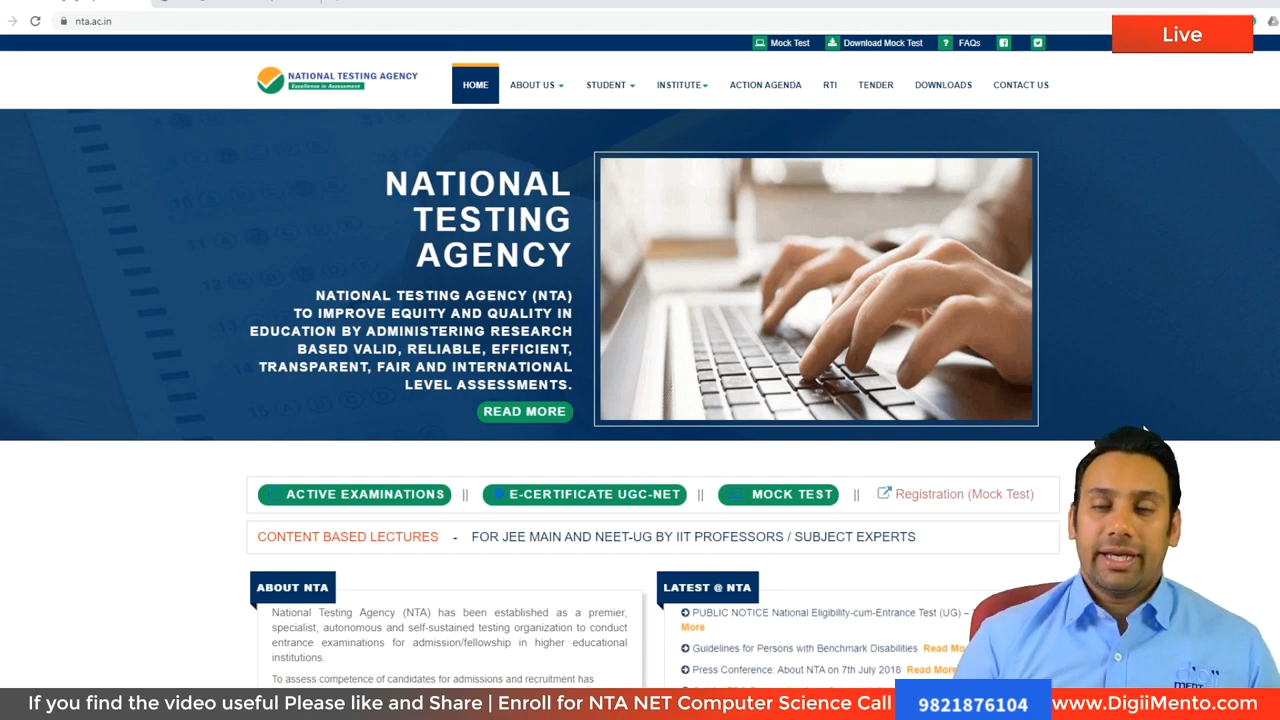 nta.ac.in
Live
Mock Test
Download Mock Test
? FAQs
NATIONAL TESTING AGENCY
Excellence in Assessment
HOME
ABOUT US
STUDENT
INSTITUTE
ACTION AGENDA
RTI
TENDER
DOWNLOADS
CONTACT US
NATIONAL
TESTING
AGENCY
NATIONAL TESTING AGENCY (NTA)
TO IMPROVE EQUITY AND QUALITY IN
EDUCATION BY ADMINISTERING RESEARCH
BASED VALID, RELIABLE, EFFICIENT,
TRANSPARENT, FAIR AND INTERNATIONAL
LEVEL ASSESSMENTS.
READ MORE
ACTIVE EXAMINATIONS || E-CERTIFICATE UGC-NET || MOCK TEST || Registration (Mock Test)
CONTENT BASED LECTURES - FOR JEE MAIN AND NEET-UG BY IIT PROFESSORS / SUBJECT EXPERTS
ABOUT NTA
National Testing Agency (NTA) has been established as a premier,
specialist, autonomous and self-sustained testing organization to conduct
entrance examinations for admission/fellowship in higher educational
institutions.
To assess competence of candidates for admissions and recruitment has
LATEST @ NTA
PUBLIC NOTICE National Eligibility-cum-Entrance Test (UG) –
More
Guidelines for Persons with Benchmark Disabilities Read Mo
Press Conference: About NTA on 7th July 2018 Read More
If you find the video useful Please like and Share | Enroll for NTA NET Computer Science Call 9821876104 www.DigiiMento.com